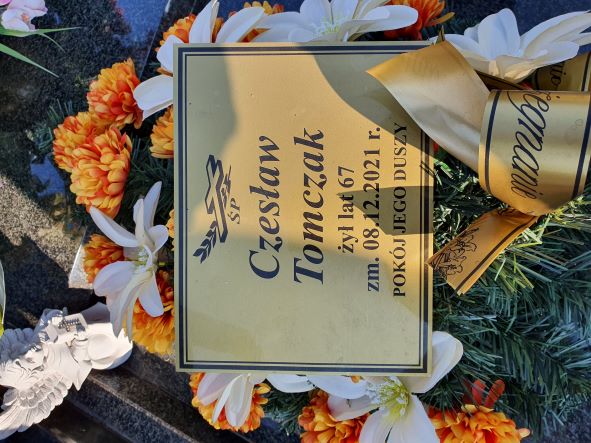 ŚP
Czesław
Tomczak
żył lat 67
zm. 08.12.2021 r.
POKÓJ JEGO DUSZY